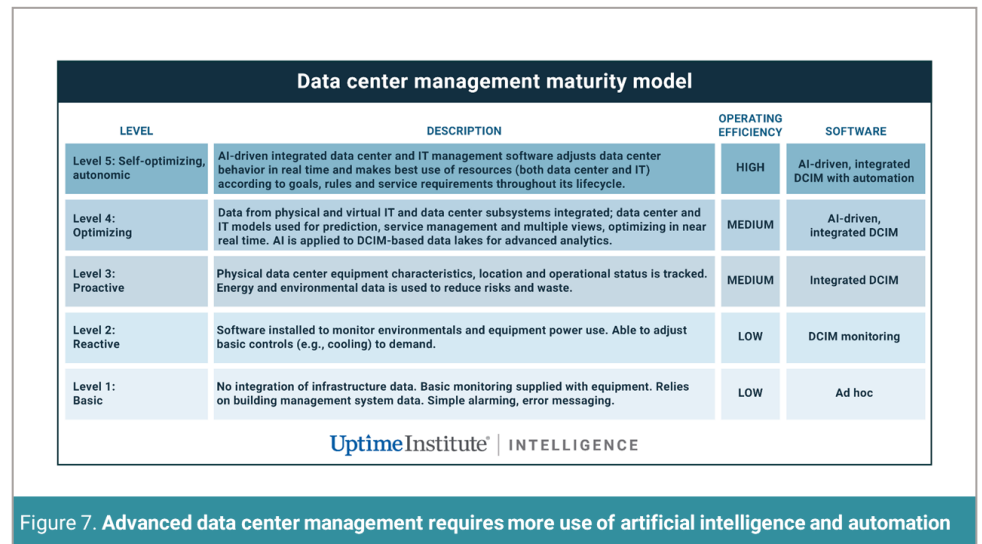 Data center management maturity model
LEVEL
DESCRIPTION
OPERATING
EFFICIENCY
SOFTWARE
Level 5: Self-optimizing,
autonomic
AI-driven integrated data center and IT management software adjusts data center
behavior in real time and makes best use of resources (both data center and IT)
according to goals, rules and service requirements throughout its lifecycle.
HIGH
AI-driven, integrated
DCIM with automation
Level 4:
Optimizing
Data from physical and virtual IT and data center subsystems integrated; data center and
IT models used for prediction, service management and multiple views, optimizing in near
real time. AI is applied to DCIM-based data lakes for advanced analytics.
MEDIUM
AI-driven,
integrated DCIM
Level 3:
Proactive
Physical data center equipment characteristics, location and operational status is tracked.
Energy and environmental data is used to reduce risks and waste.
MEDIUM
Integrated DCIM
Level 2:
Reactive
Software installed to monitor environmentals and equipment power use. Able to adjust
basic controls (e.g., cooling) to demand.
LOW
DCIM monitoring
Level 1:
Basic
No integration of infrastructure data. Basic monitoring supplied with equipment. Relies
on building management system data. Simple alarming, error messaging.
LOW
Ad hoc
UptimeInstitute® | INTELLIGENCE
Figure 7. Advanced data center management requires more use of artificial intelligence and automation